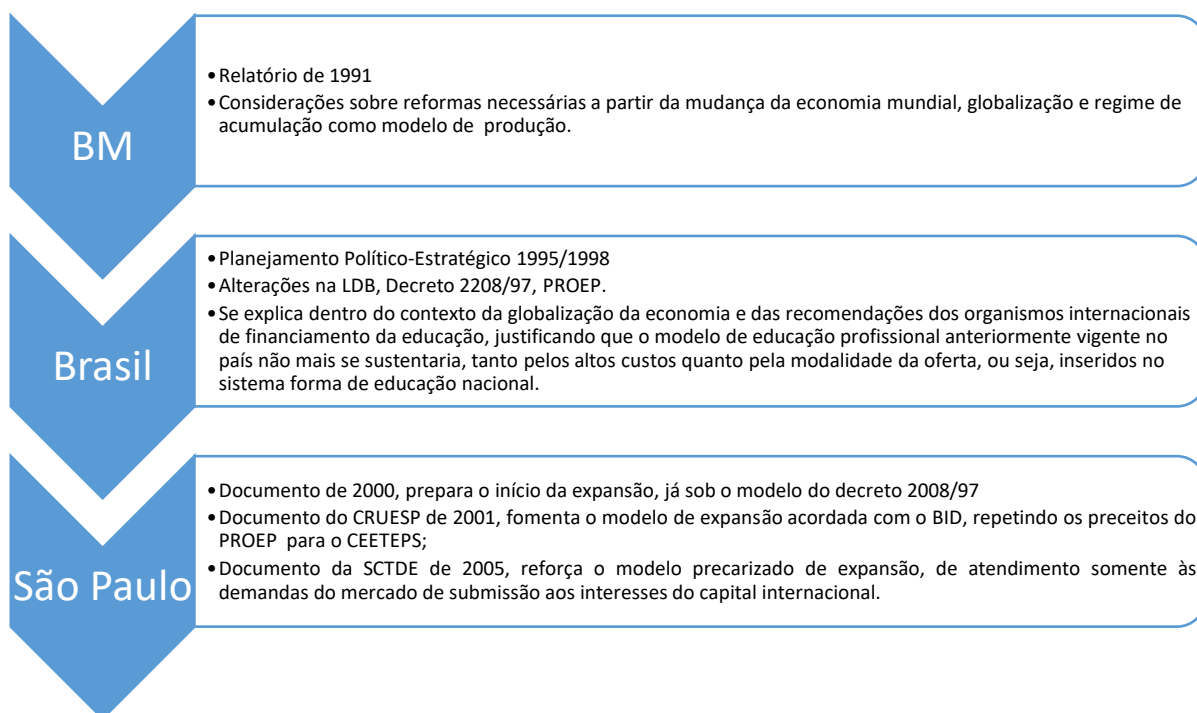 BM
•Relatório de 1991
•Considerações sobre reformas necessárias a partir da mudança da economia mundial, globalização e regime de
acumulação como modelo de produção.
Brasil
•Planejamento Político-Estratégico 1995/1998
•Alterações na LDB, Decreto 2208/97, PROEP.
•Se explica dentro do contexto da globalização da economia e das recomendações dos organismos internacionais
de financiamento da educação, justificando que o modelo de educação profissional anteriormente vigente no
país não mais se sustentaria, tanto pelos altos custos quanto pela modalidade da oferta, ou seja, inseridos no
sistema forma de educação nacional.
São Paulo
•Documento de 2000, prepara o início da expansão, já sob o modelo do decreto 2008/97
•Documento do CRUESP de 2001, fomenta o modelo de expansão acordada com o BID, repetindo os preceitos do
PROEP para o CEETEPS;
•Documento da SCTDE de 2005, reforça o modelo precarizado de expansão, de atendimento somente às
demandas do mercado de submissão aos interesses do capital internacional.